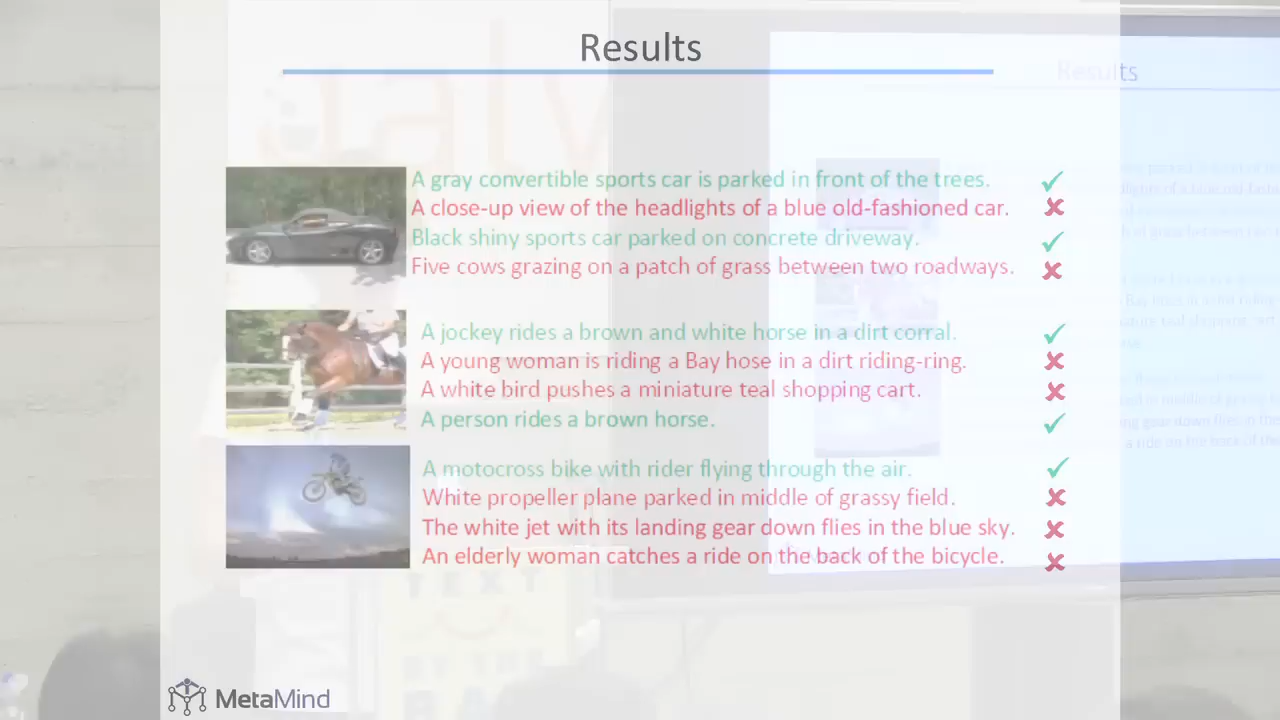 Results
A gray convertible sports car is parked in front of the trees.
A close-up view of the headlights of a blue old-fashioned car.
Black shiny sports car parked on concrete driveway.
Five cows grazing on a patch of grass between two roadways.
A jockey rides a brown and white horse in a dirt corral.
A young woman is riding a Bay hose in a dirt riding-ring.
A white bird pushes a miniature teal shopping cart.
A person rides a brown horse.
A motocross bike with rider flying through the air.
White propeller plane parked in middle of grassy field.
The white jet with its landing gear down flies in the blue sky.
An elderly woman catches a ride on the back of the bicycle.
MetaMind
Results
TEXT